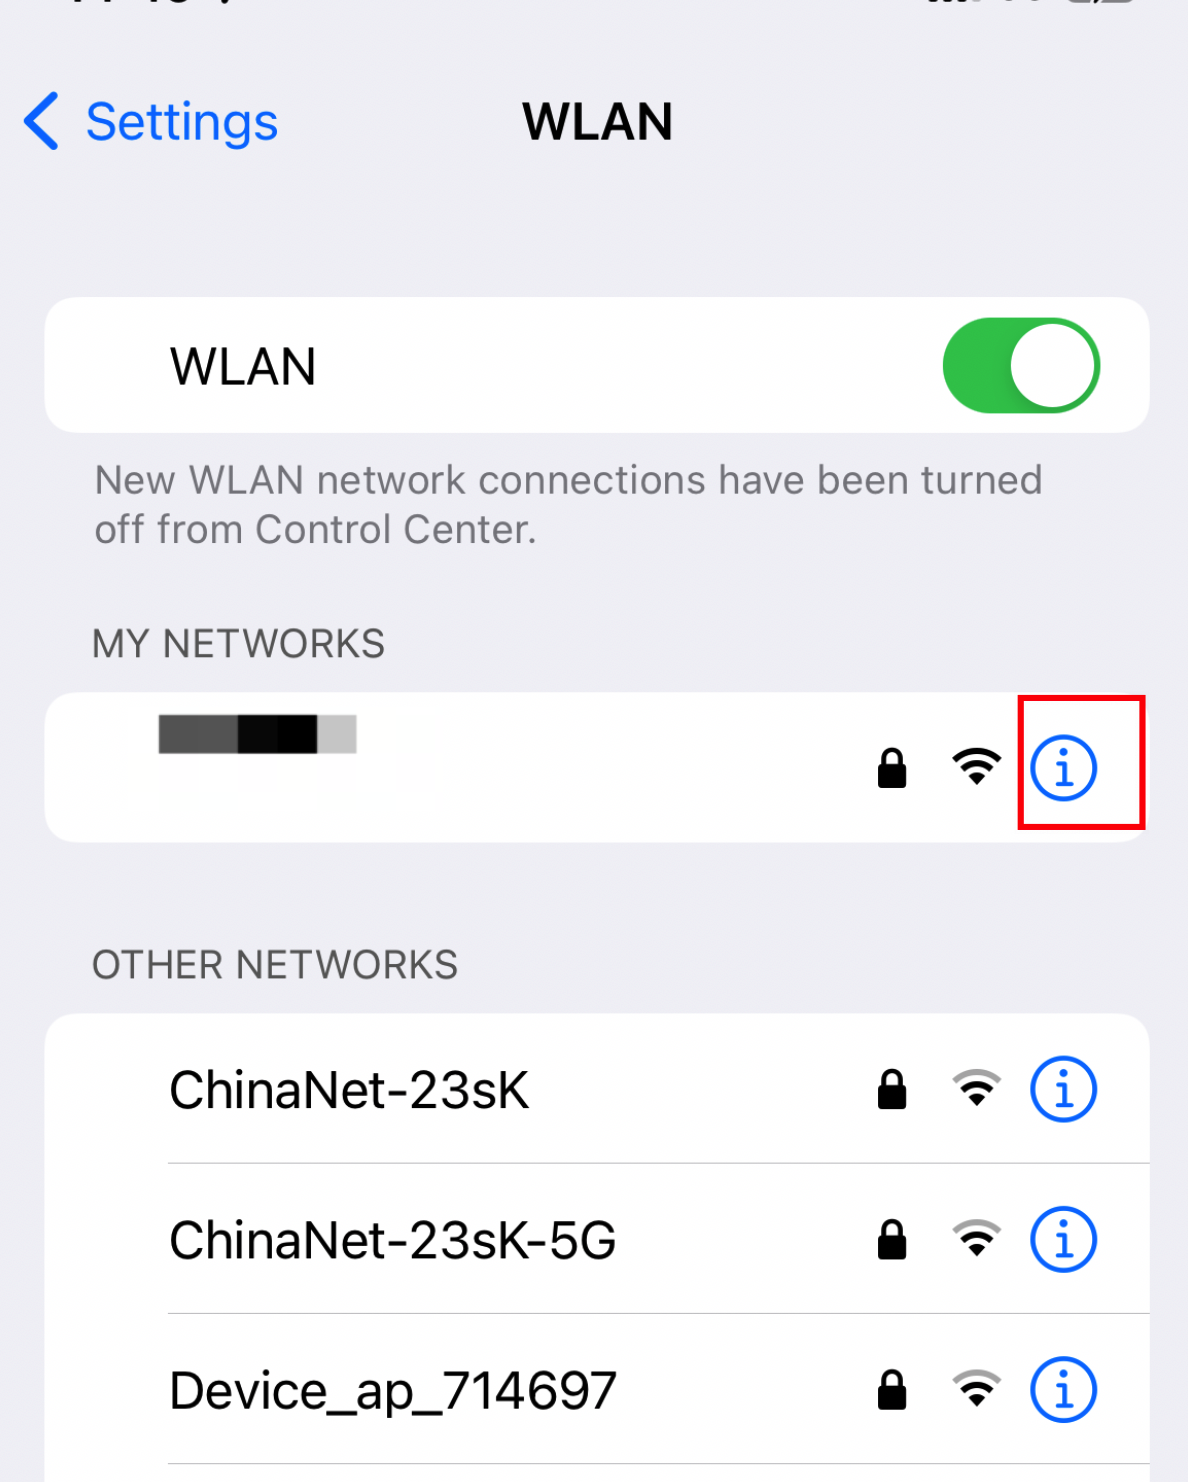 Settings
WLAN
WLAN
New WLAN network connections have been turned
off from Control Center.
MY NETWORKS
OTHER NETWORKS
ChinaNet-23sK
ChinaNet-23sK-5G
Device_ap_714697